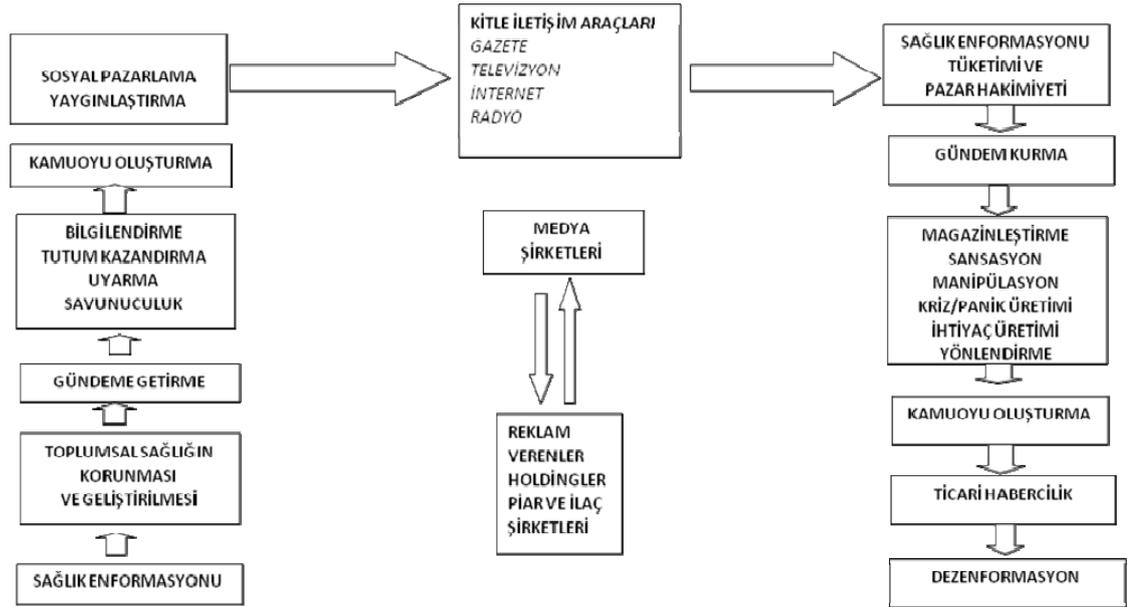 SOSYAL PAZARLAMA
YAYGINLAŞTIRMA
KAMUOYU OLUŞTURMA
BİLGİLENDİRME
TUTUM KAZANDIRMA
UYARMA
SAVUNUCULUK
GÜNDEME GETİRME
TOPLUMSAL SAĞLIĞIN
KORUNMASI
VE GELİŞTİRİLMESİ
SAĞLIK ENFORMASYONU
KİTLE İLETİŞİM ARAÇLARI
GAZETE
TELEVİZYON
İNTERNET
RADYO
MEDYA
ŞİRKETLERİ
REKLAM
VERENLER
HOLDİNGLER
PİAR VE İLAÇ
ŞİRKETLERİ
SAĞLIK ENFORMASYONU
TÜKETİMİ VE
PAZAR HAKİMİYETİ
GÜNDEM KURMA
MAGAZİNLEŞTİRME
SANSASYON
MANİPÜLASYON
KRİZ/PANİK ÜRETİMİ
İHTİYAÇ ÜRETİMİ
YÖNLENDİRME
KAMUOYU OLUŞTURMA
TİCARİ HABERCİLİK
DEZENFORMASYON